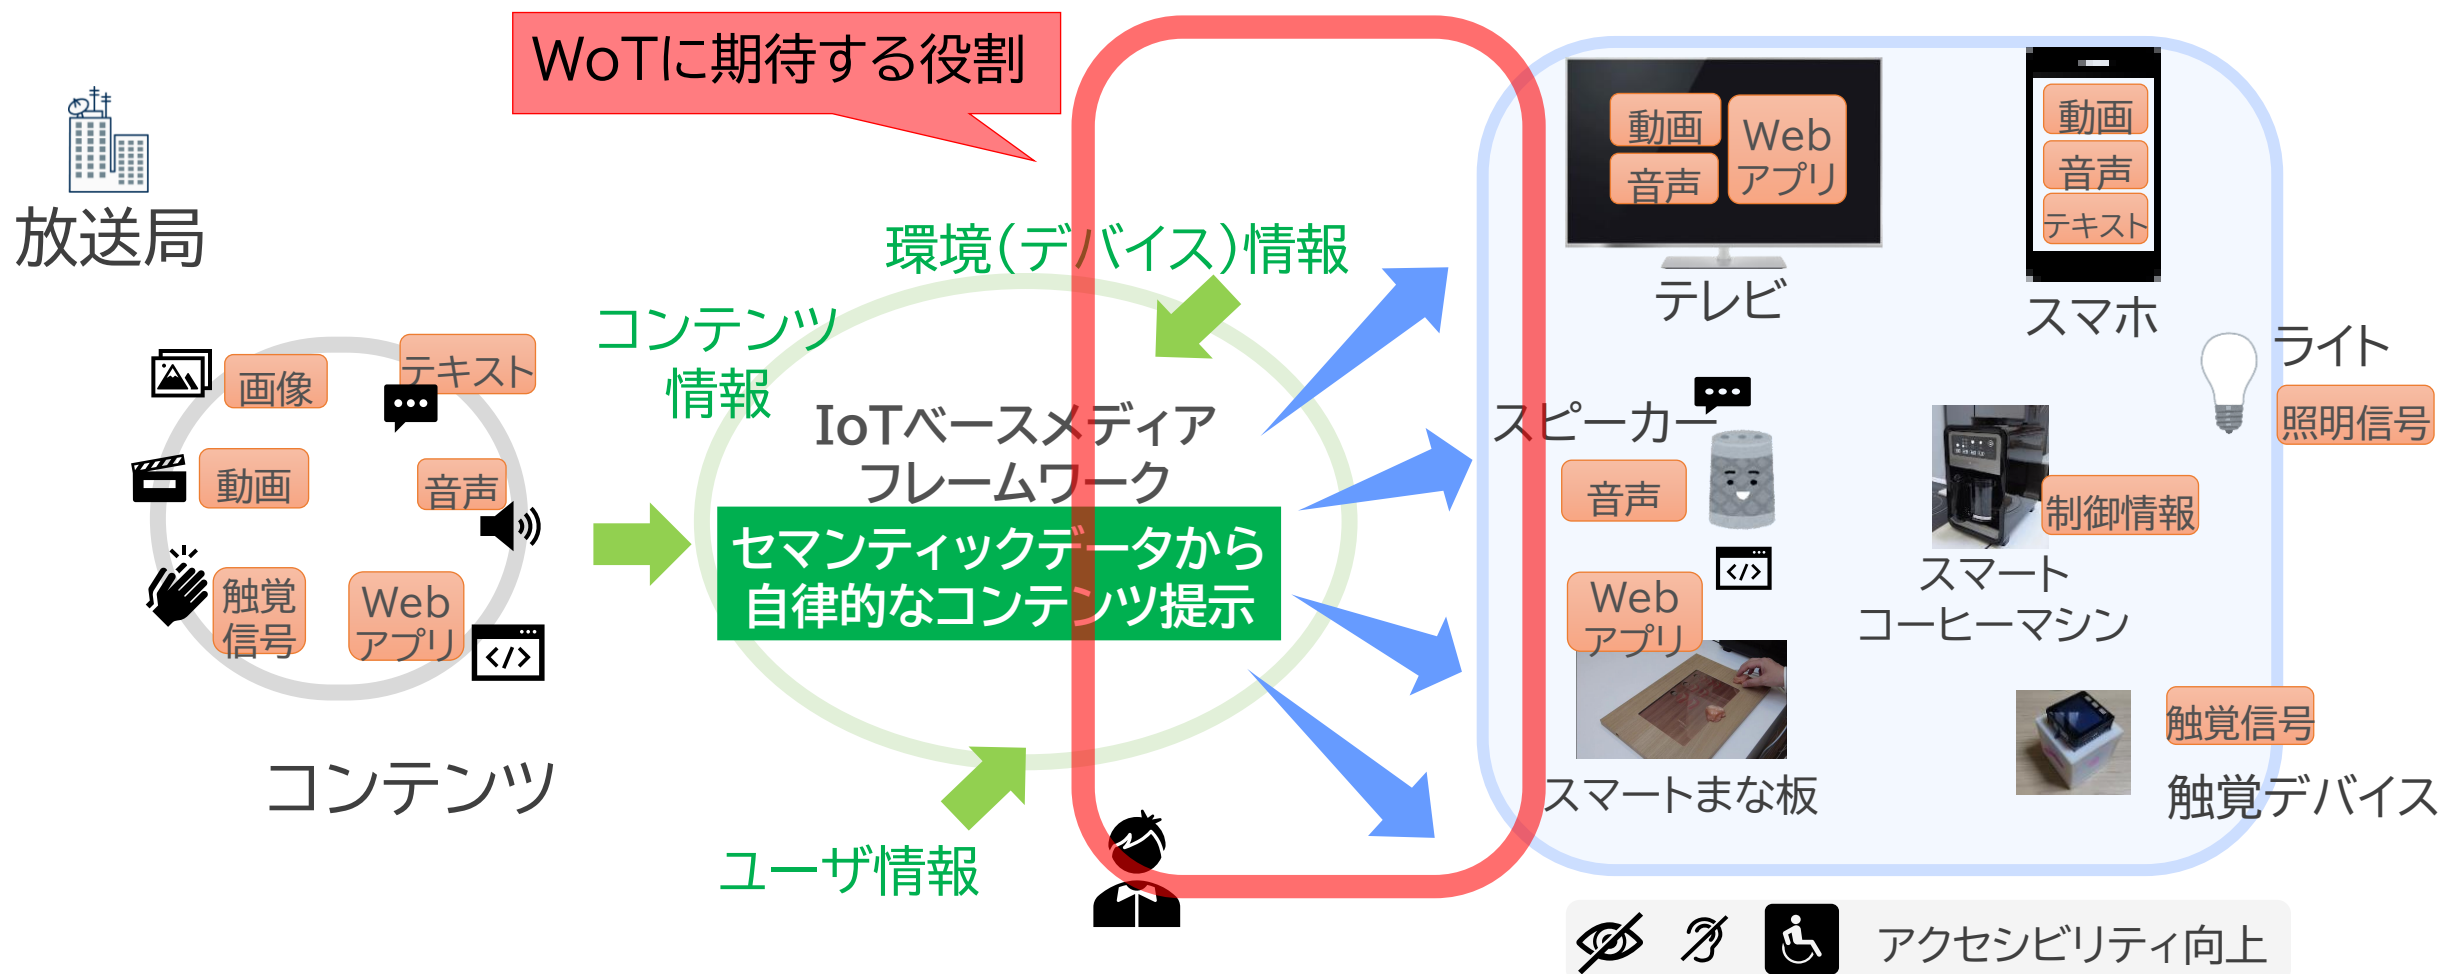 WoTに期待する役割
放送局
画像
テキスト
動画
音声
触覚
信号
Web
アプリ
コンテンツ
コンテンツ
情報
環境(デバイス)情報
IoTベースメディア
フレームワーク
セマンティックデータから
自律的なコンテンツ提示
ユーザ情報
動画
音声
Web
アプリ
テレビ
動画
音声
テキスト
スマホ
ライト
照明信号
スピーカー
音声
制御情報
スマート
コーヒーマシン
Web
アプリ
スマートまな板
触覚信号
触覚デバイス
アクセシビリティ向上